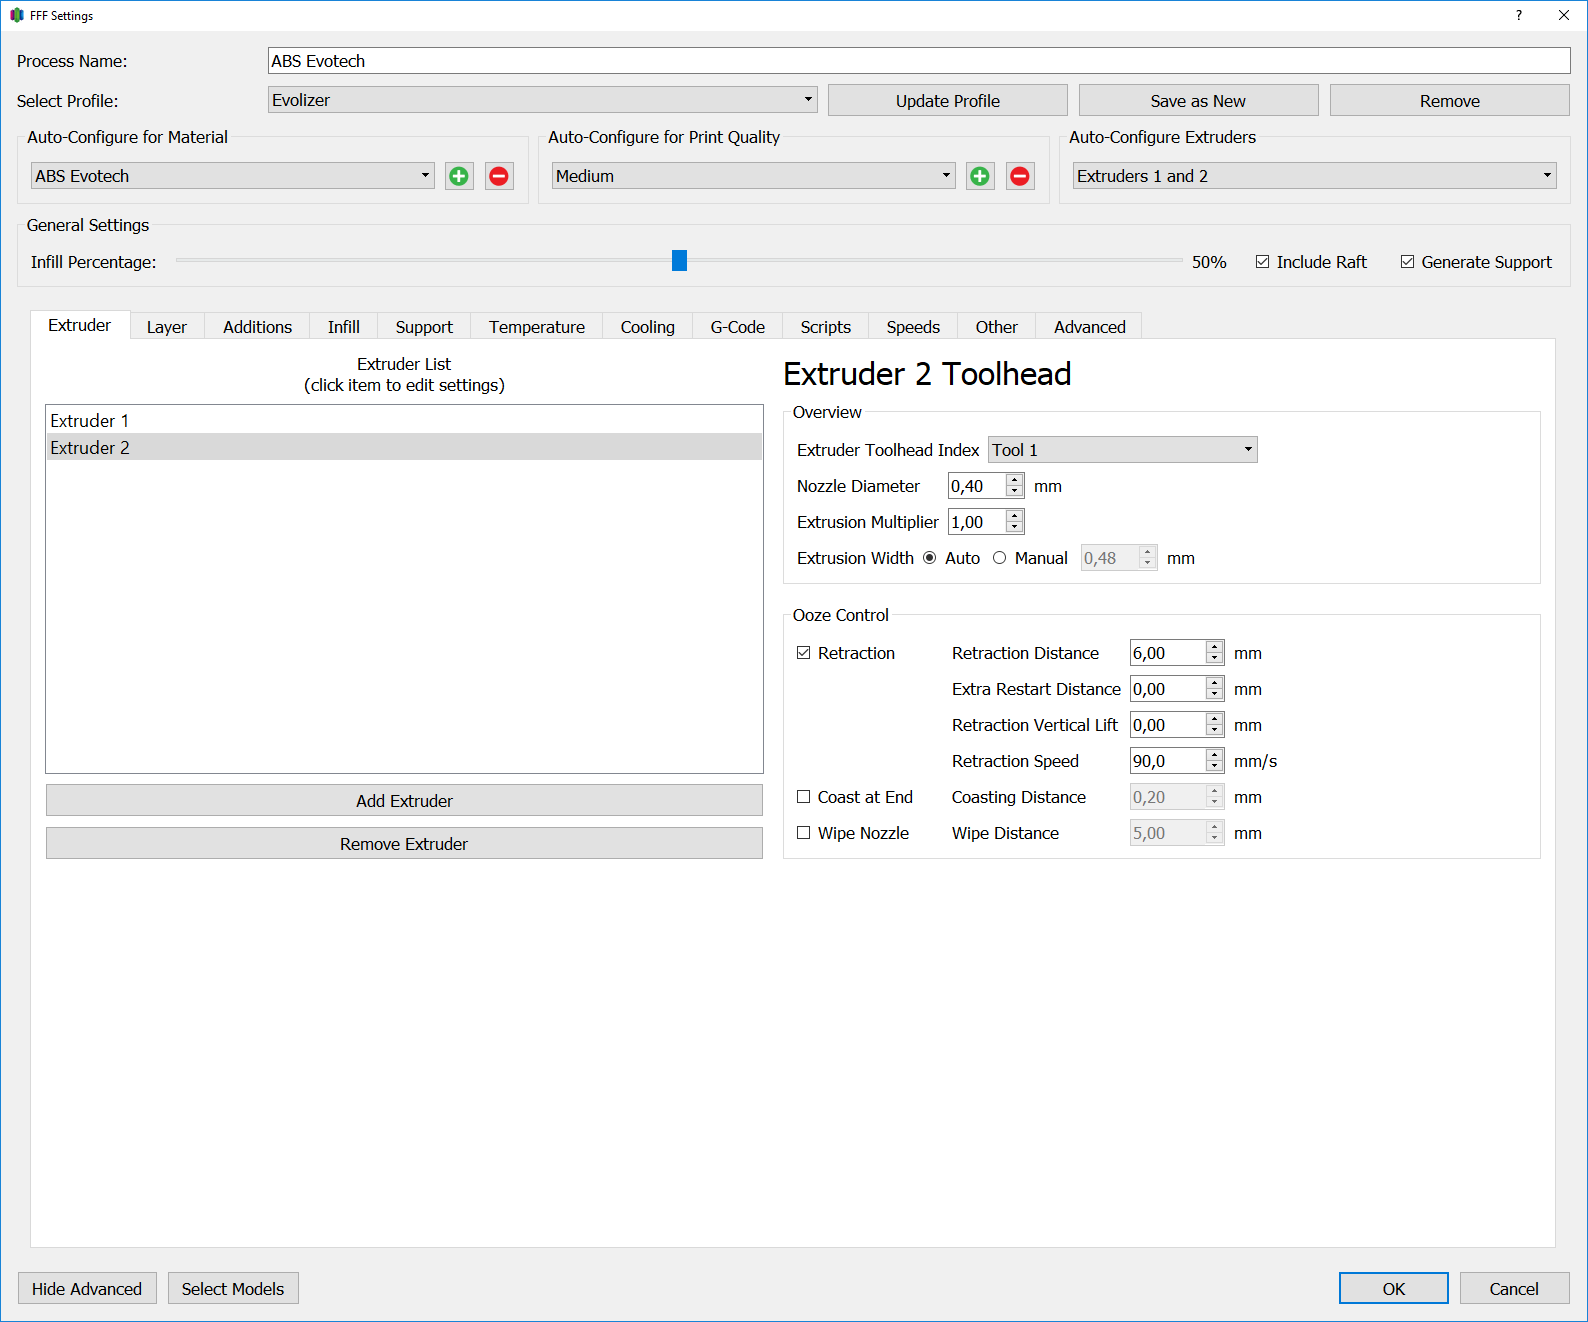 FFF Settings
?
Process Name: ABS Evotech
Select Profile: Evolizer Update Profile Save as New Remove
Auto-Configure for Material Auto-Configure for Print Quality Auto-Configure Extruders
ABS Evotech Medium Extruders 1 and 2
General Settings
Infill Percentage: 50% Include Raft Generate Support
Extruder Layer Additions Infill Support Temperature Cooling G-Code Scripts Speeds Other Advanced
Extruder List
(click item to edit settings)
Extruder 1
Extruder 2
Add Extruder
Remove Extruder
Extruder 2 Toolhead
Overview
Extruder Toolhead Index Tool 1
Nozzle Diameter 0,40 mm
Extrusion Multiplier 1,00
Extrusion Width Auto Manual 0,48 mm
Ooze Control
Retraction Retraction Distance 6,00 mm
Extra Restart Distance 0,00 mm
Retraction Vertical Lift 0,00 mm
Retraction Speed 90,0 mm/s
Coast at End Coasting Distance 0,20 mm
Wipe Nozzle Wipe Distance 5,00 mm
Hide Advanced Select Models OK Cancel